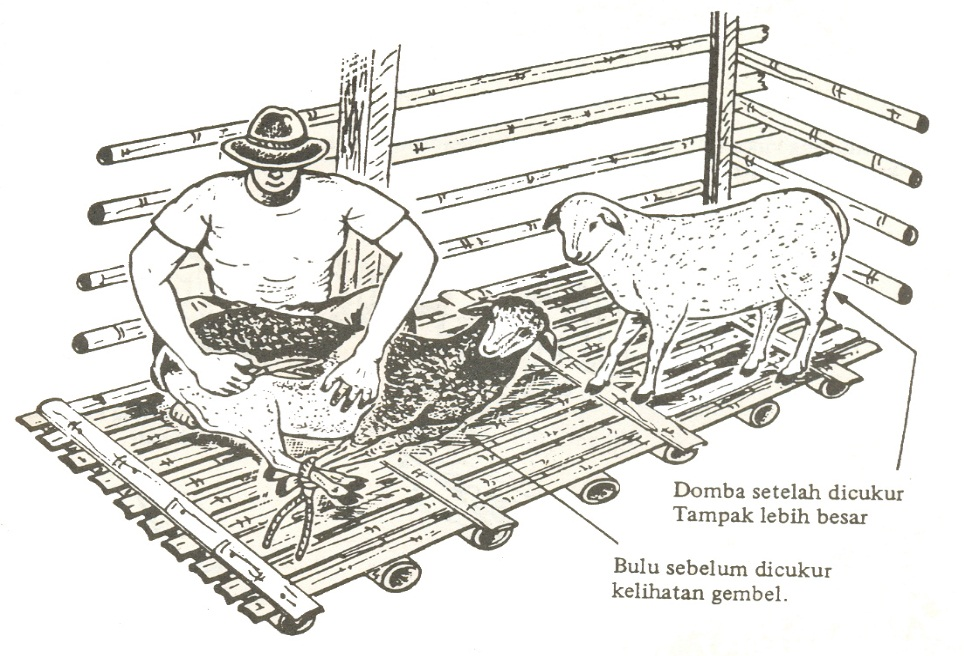 Domba setelah dicukur
Tampak lebih besar
Bulu sebelum dicukur
kelihatan gembel.